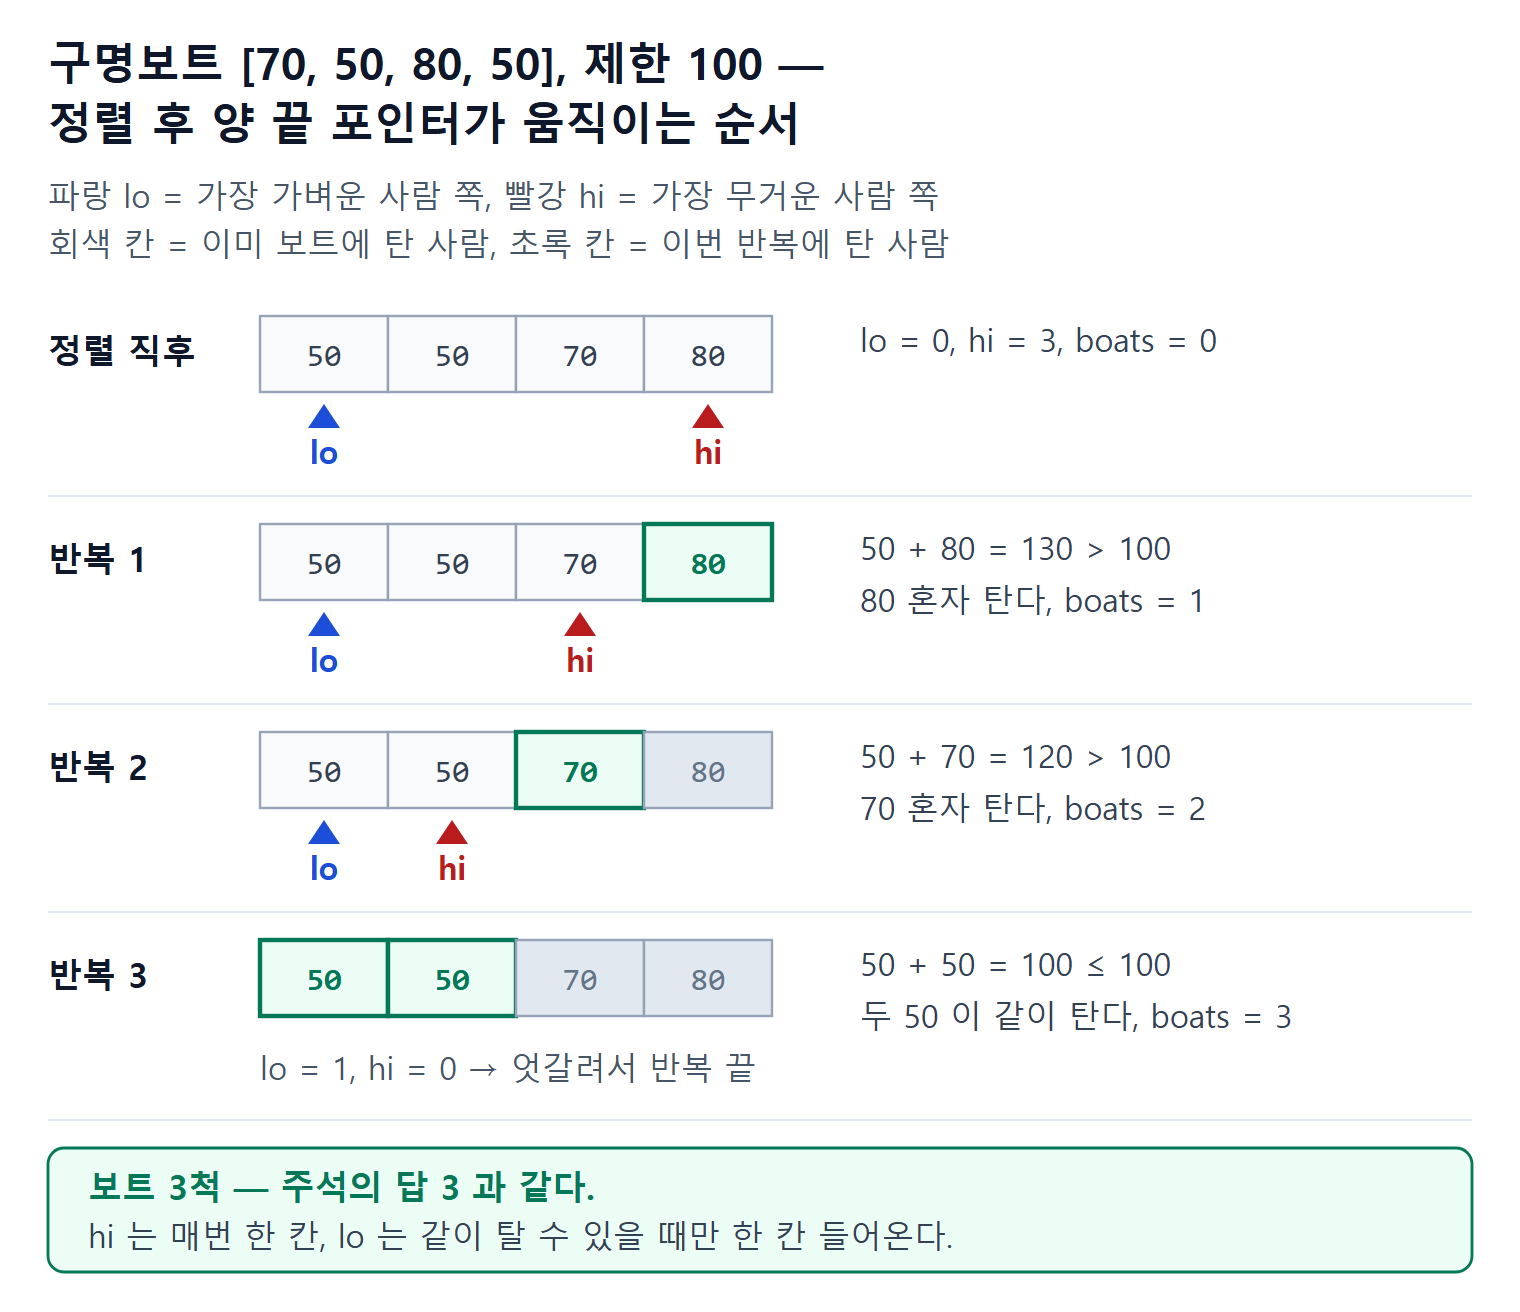 구명보트 [70, 50, 80, 50], 제한 100 —
정렬 후 양 끝 포인터가 움직이는 순서
파랑 lo = 가장 가벼운 사람 쪽, 빨강 hi = 가장 무거운 사람 쪽
회색 칸 = 이미 보트에 탄 사람, 초록 칸 = 이번 반복에 탄 사람
정렬 직후 50 50 70 80 lo = 0, hi = 3, boats = 0
lo hi
반복 1 50 50 70 80 50 + 80 = 130 > 100
80 혼자 탄다, boats = 1
lo hi
반복 2 50 50 70 80 50 + 70 = 120 > 100
70 혼자 탄다, boats = 2
lo hi
반복 3 50 50 70 80 50 + 50 = 100 ≤ 100
두 50 이 같이 탄다, boats = 3
lo = 1, hi = 0 → 엇갈려서 반복 끝
보트 3척 — 주석의 답 3 과 같다.
hi 는 매번 한 칸, lo 는 같이 탈 수 있을 때만 한 칸 들어온다.